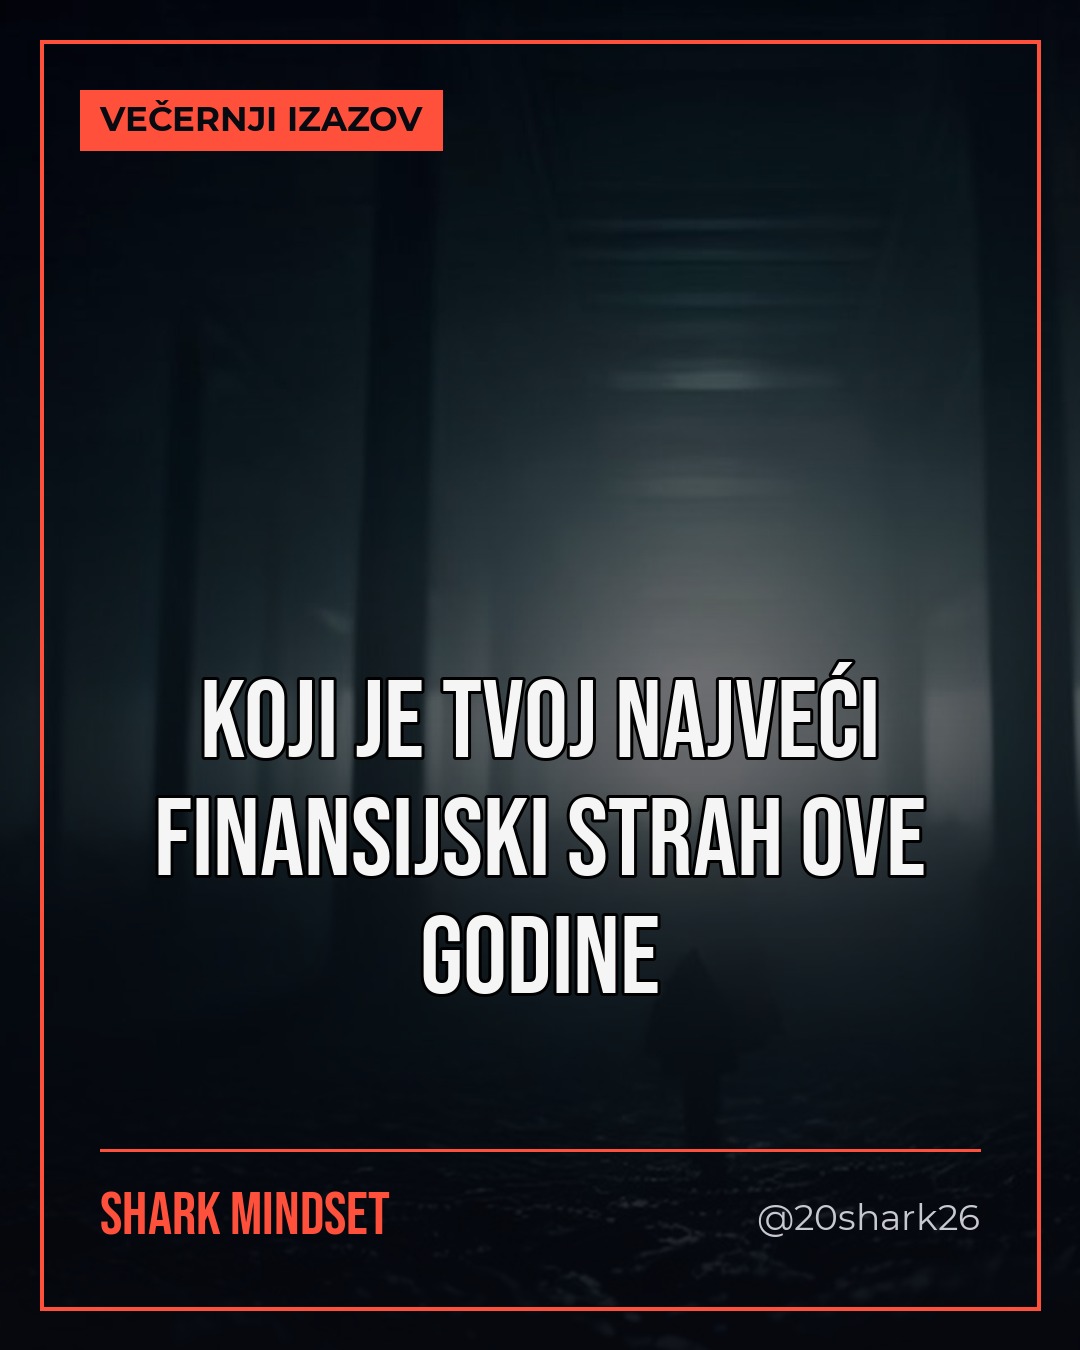 VEČERNJI IZAZOV
KOJI JE TVOJ NAJVEĆI
FINANSIJSKI STRAH OVE
GODINE
SHARK MINDSET
@20shark26